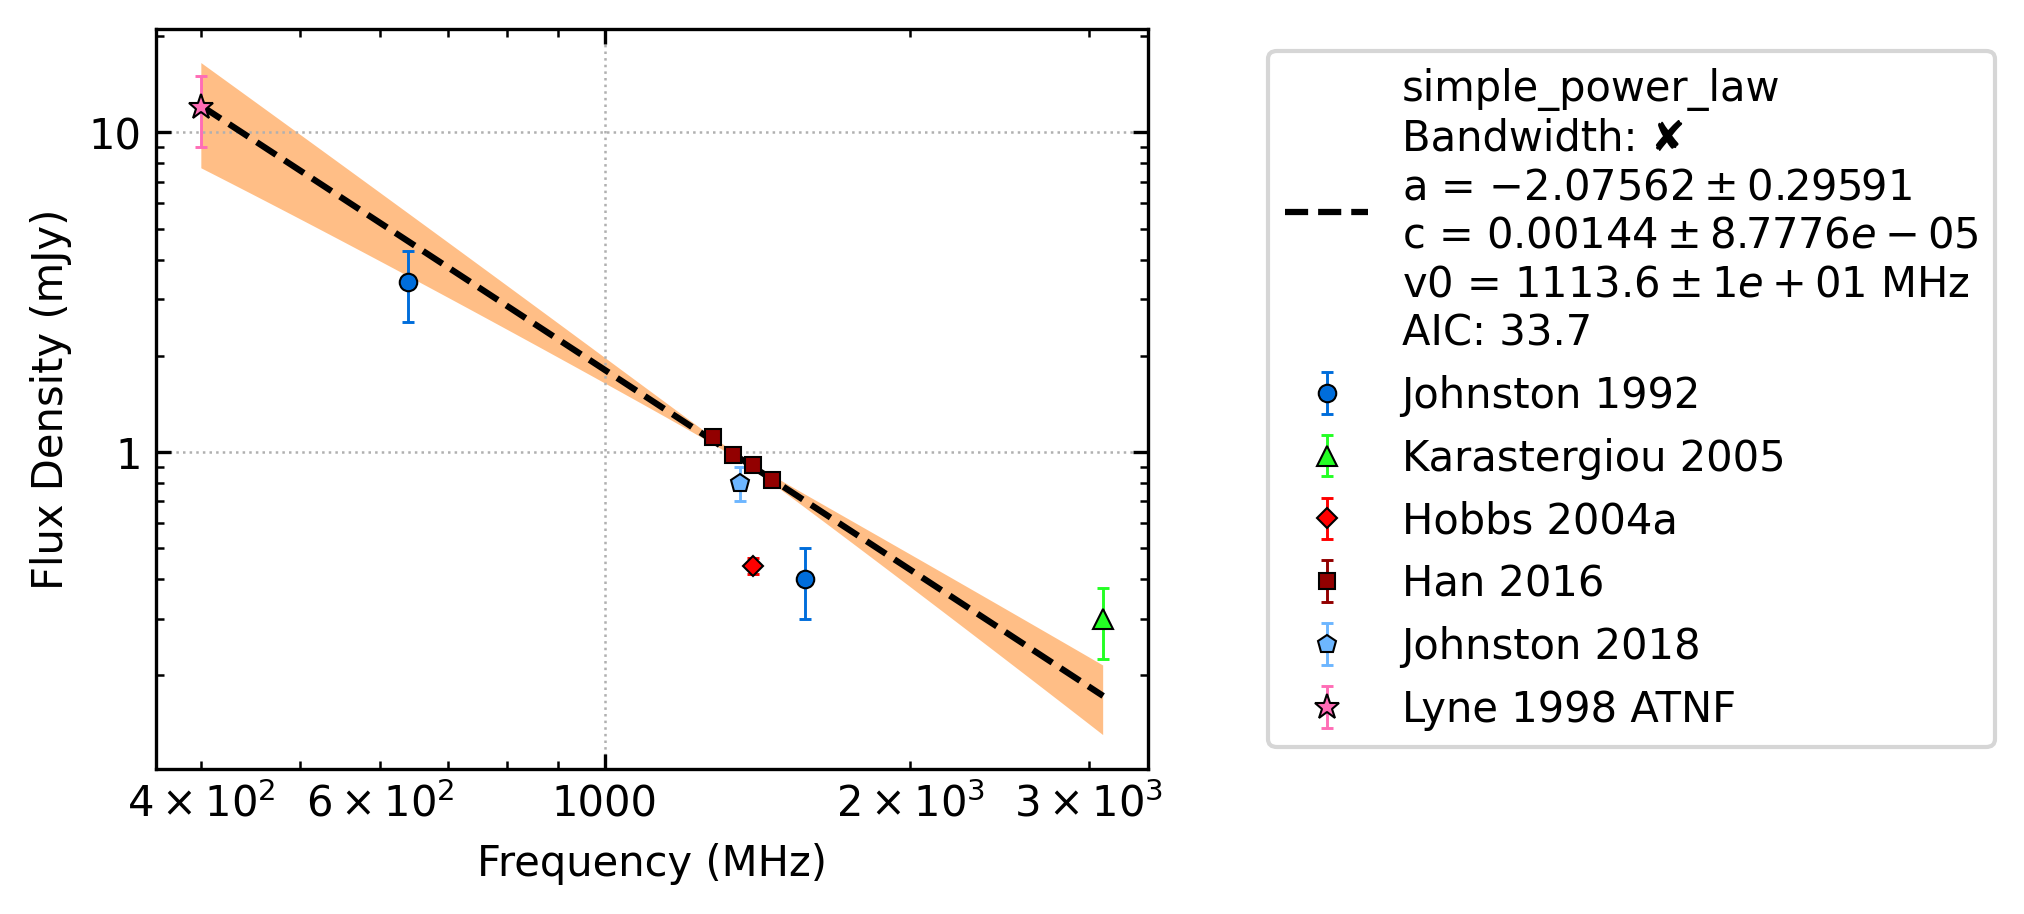 10
1
Flux Density (mJy)
4 × 10² 6 × 10² 1000 2 × 10³ 3 × 10³
Frequency (MHz)
simple_power_law
Bandwidth: ✘
a = −2.07562 ± 0.29591
c = 0.00144 ± 8.7776e − 05
v0 = 1113.6 ± 1e + 01 MHz
AIC: 33.7
Johnston 1992
Karastergiou 2005
Hobbs 2004a
Han 2016
Johnston 2018
Lyne 1998 ATNF